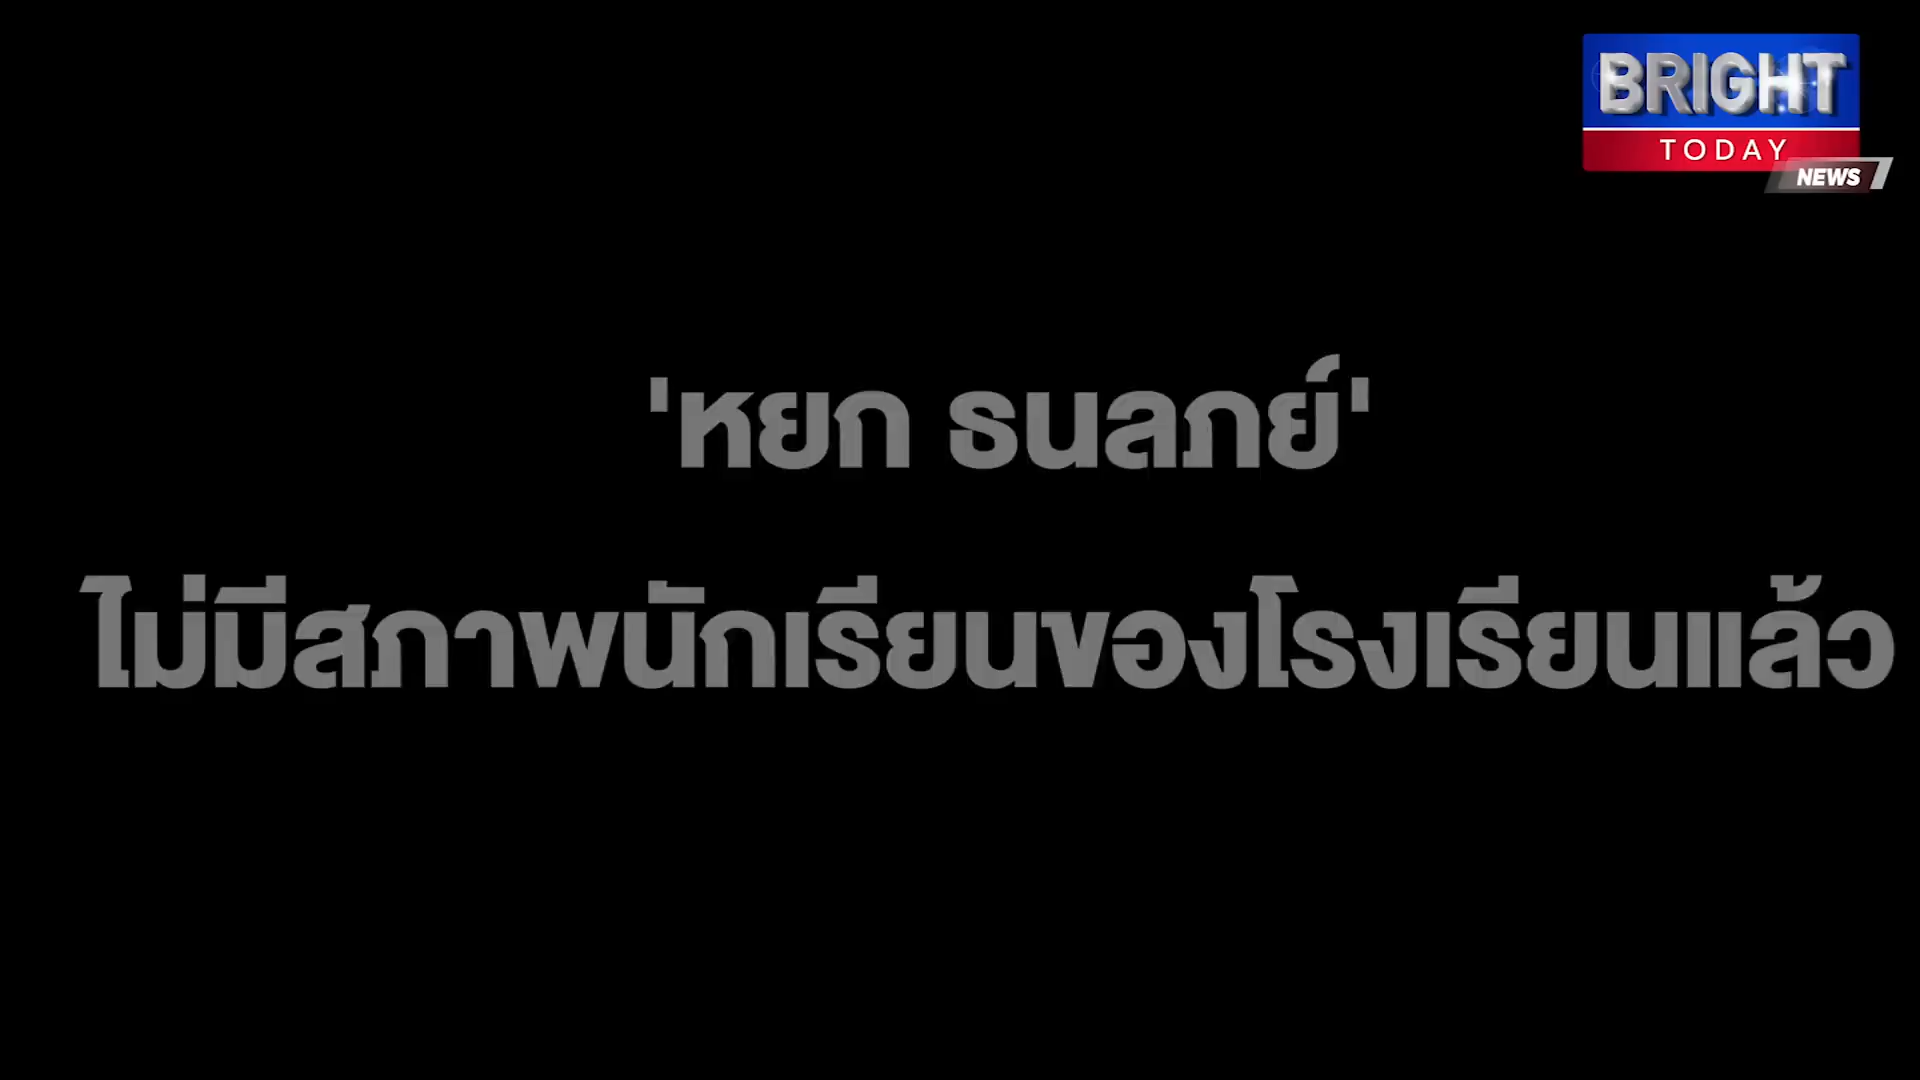 BRIGHT
TODAY
NEWS
'หยก ธนลภย์'
ไม่มีสภาพนักเรียนของโรงเรียนแล้ว